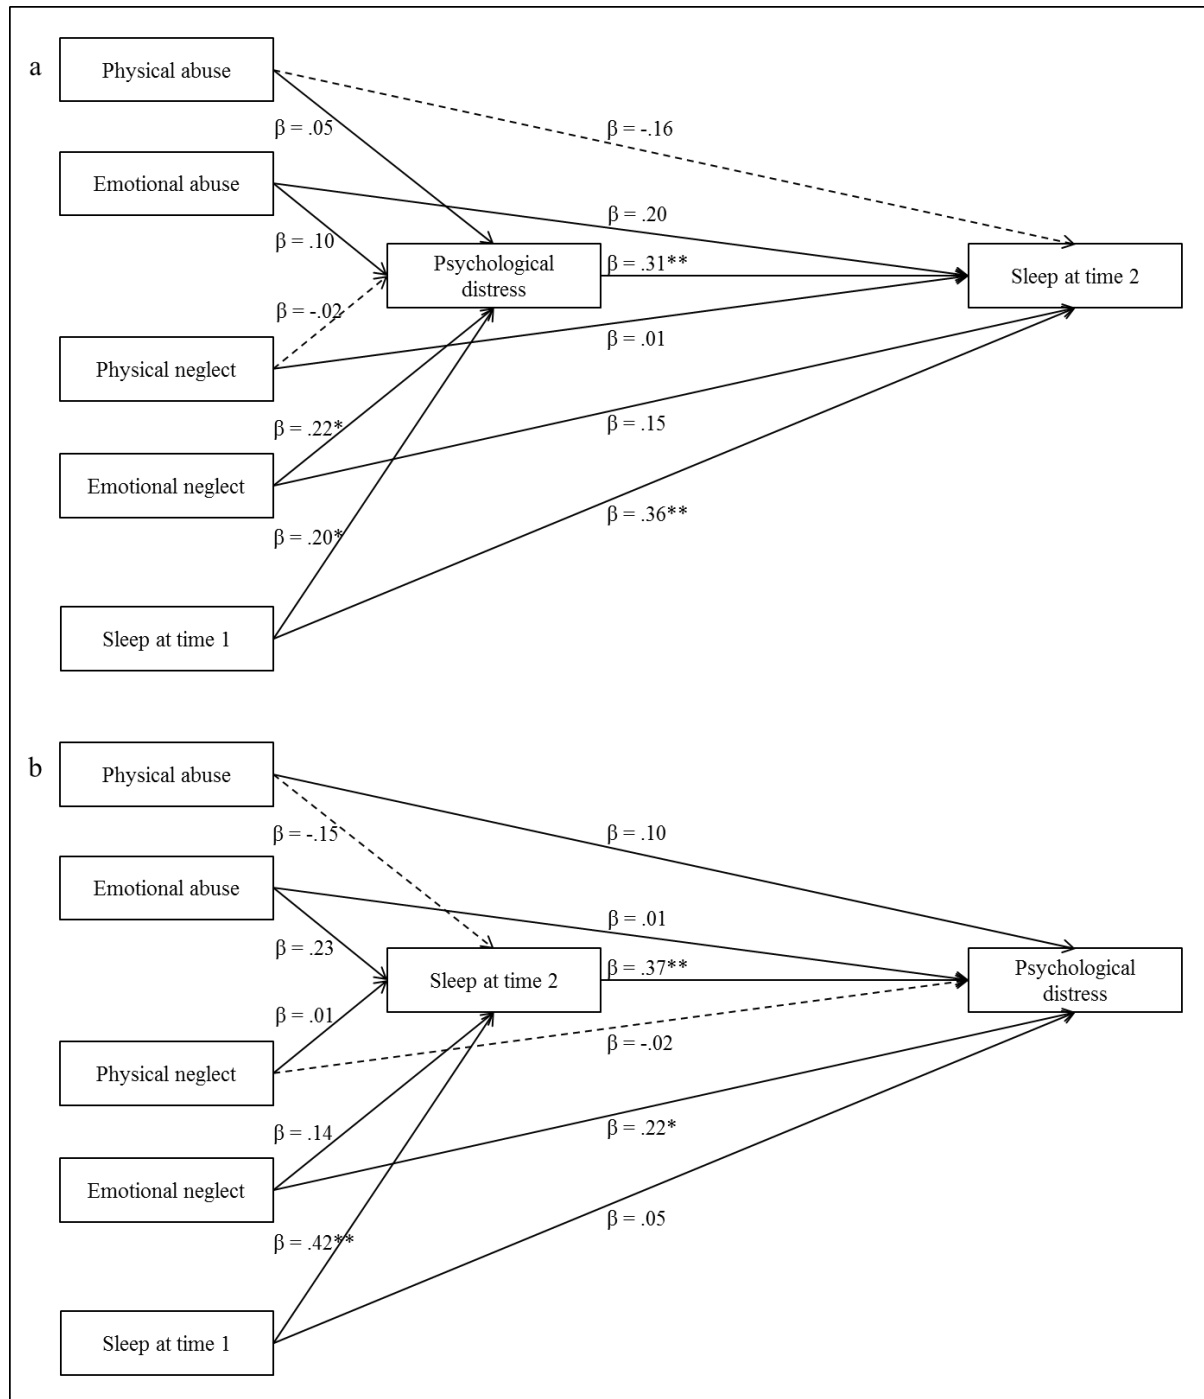 a
Physical abuse
β = .05
β = -.16
Emotional abuse
β = .10
β = .20
Psychological
distress
β = .31**
Sleep at time 2
β = -.02
Physical neglect
β = .01
β = .22*
β = .15
Emotional neglect
β = .20*
β = .36**
Sleep at time 1
b
Physical abuse
β = -.15
β = .10
Emotional abuse
β = .23
β = .01
Sleep at time 2
β = .37**
Psychological
distress
β = .01
Physical neglect
β = -.02
β = .14
β = .22*
Emotional neglect
β = .42**
β = .05
Sleep at time 1